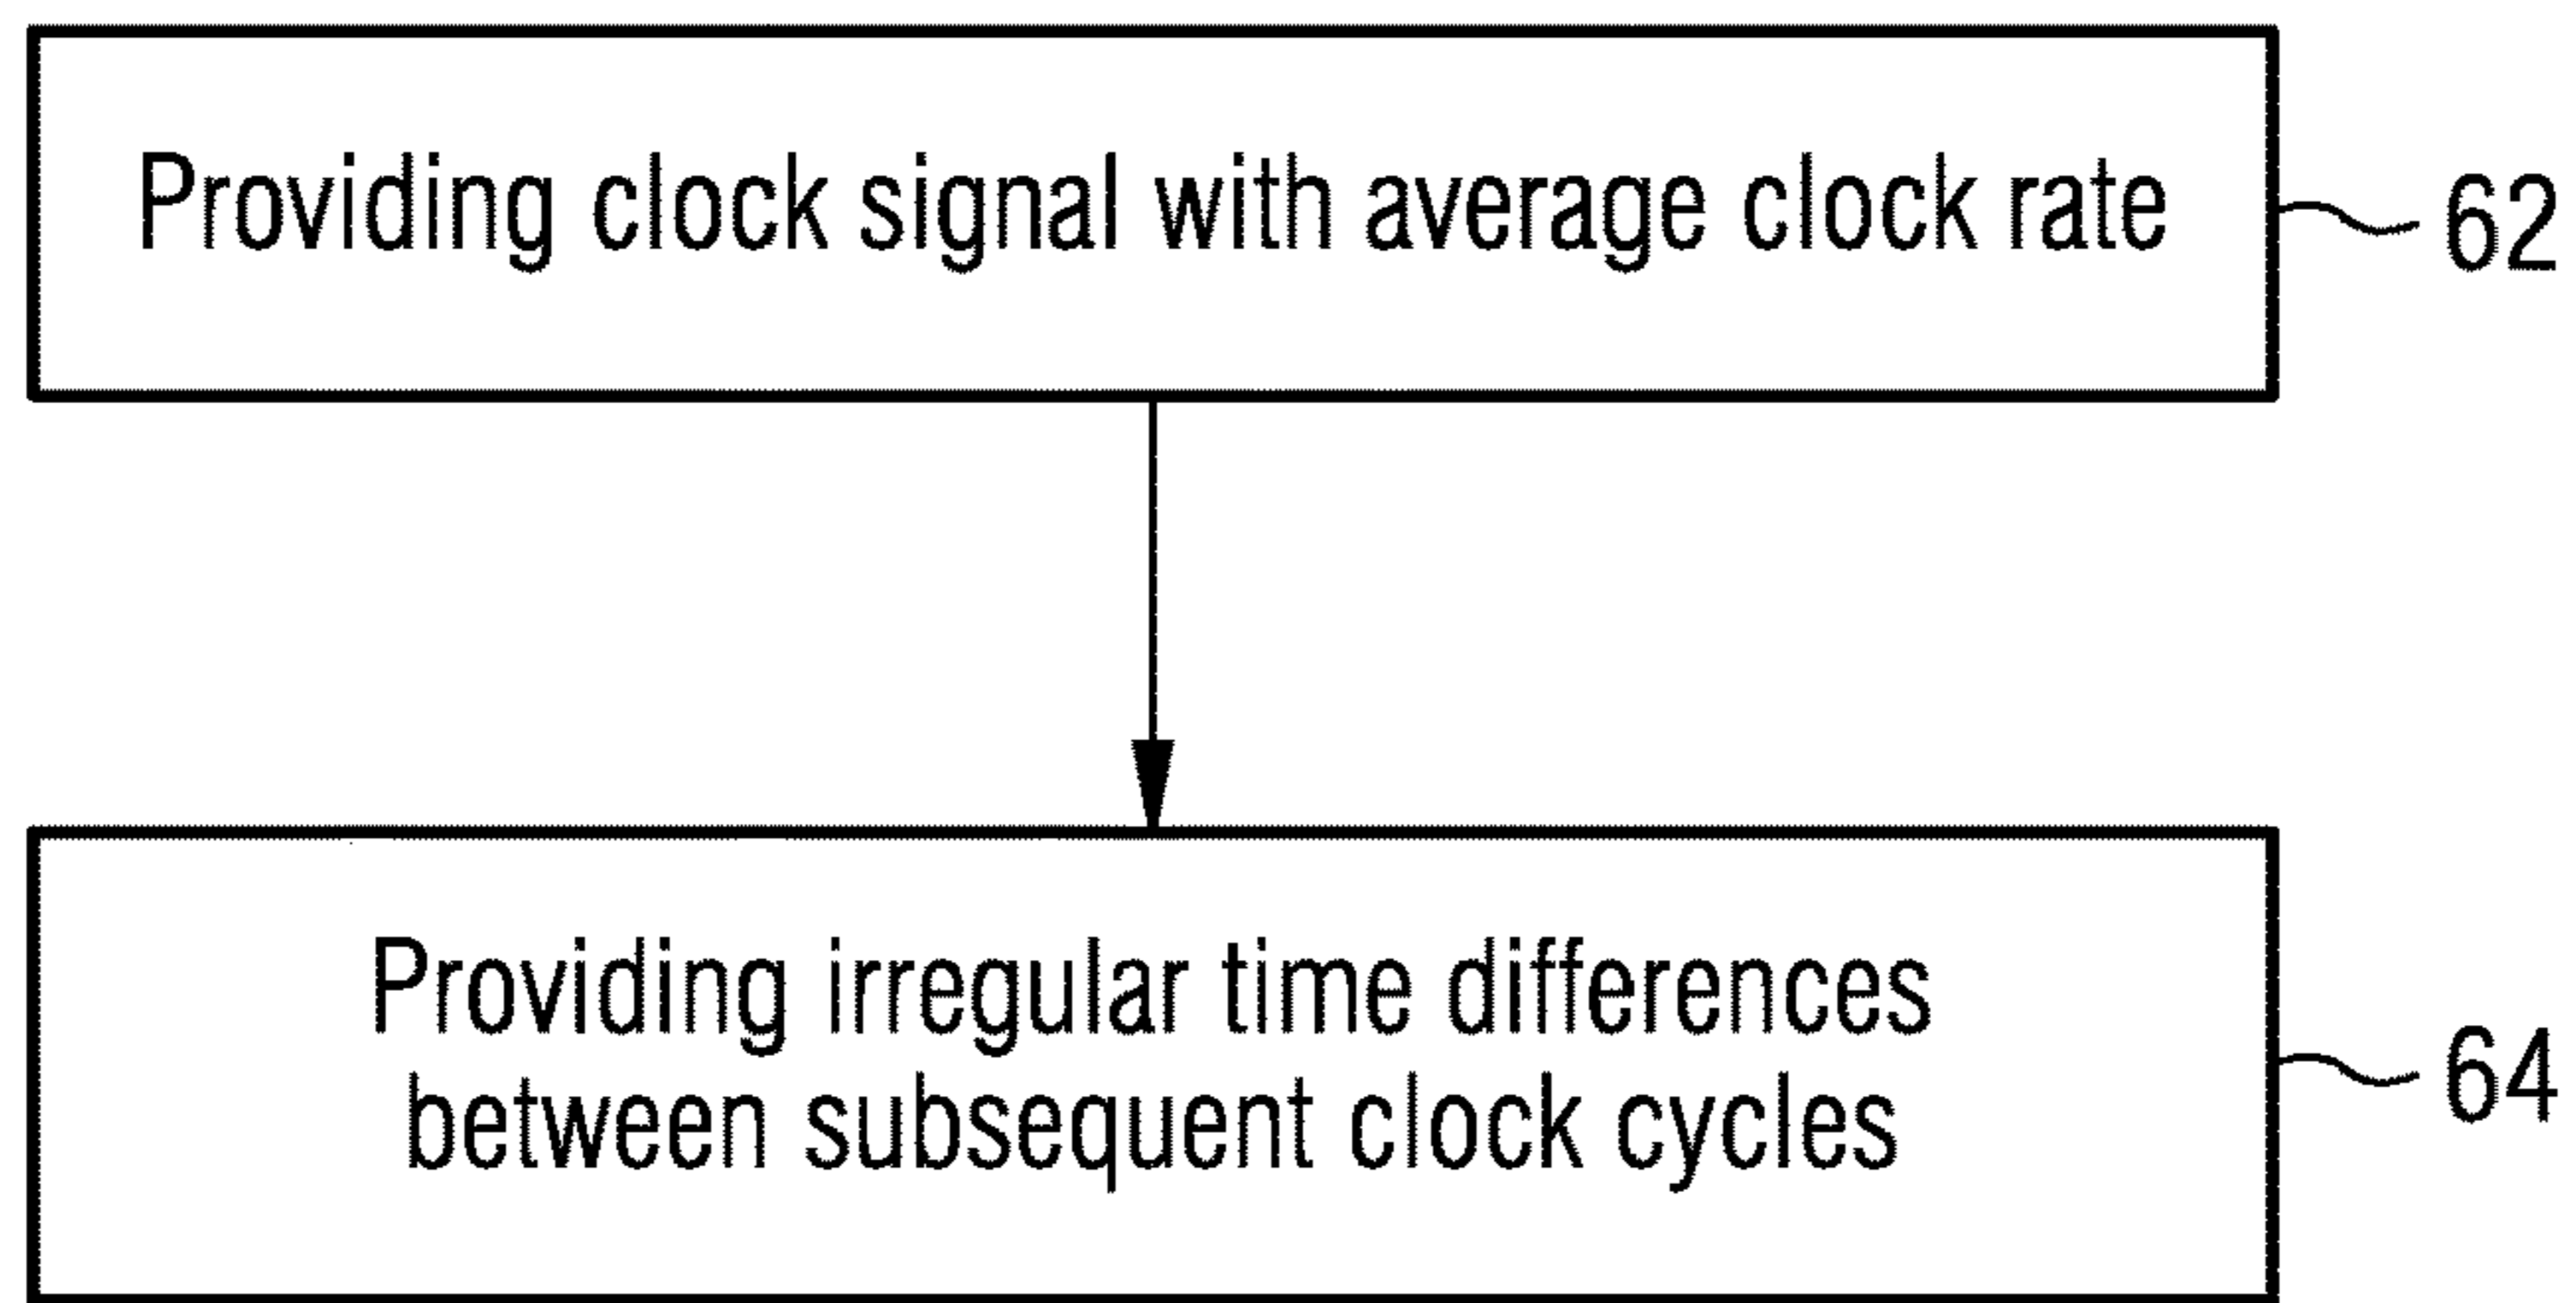 Providing clock signal with average clock rate
62
Providing irregular time differences
between subsequent clock cycles
64